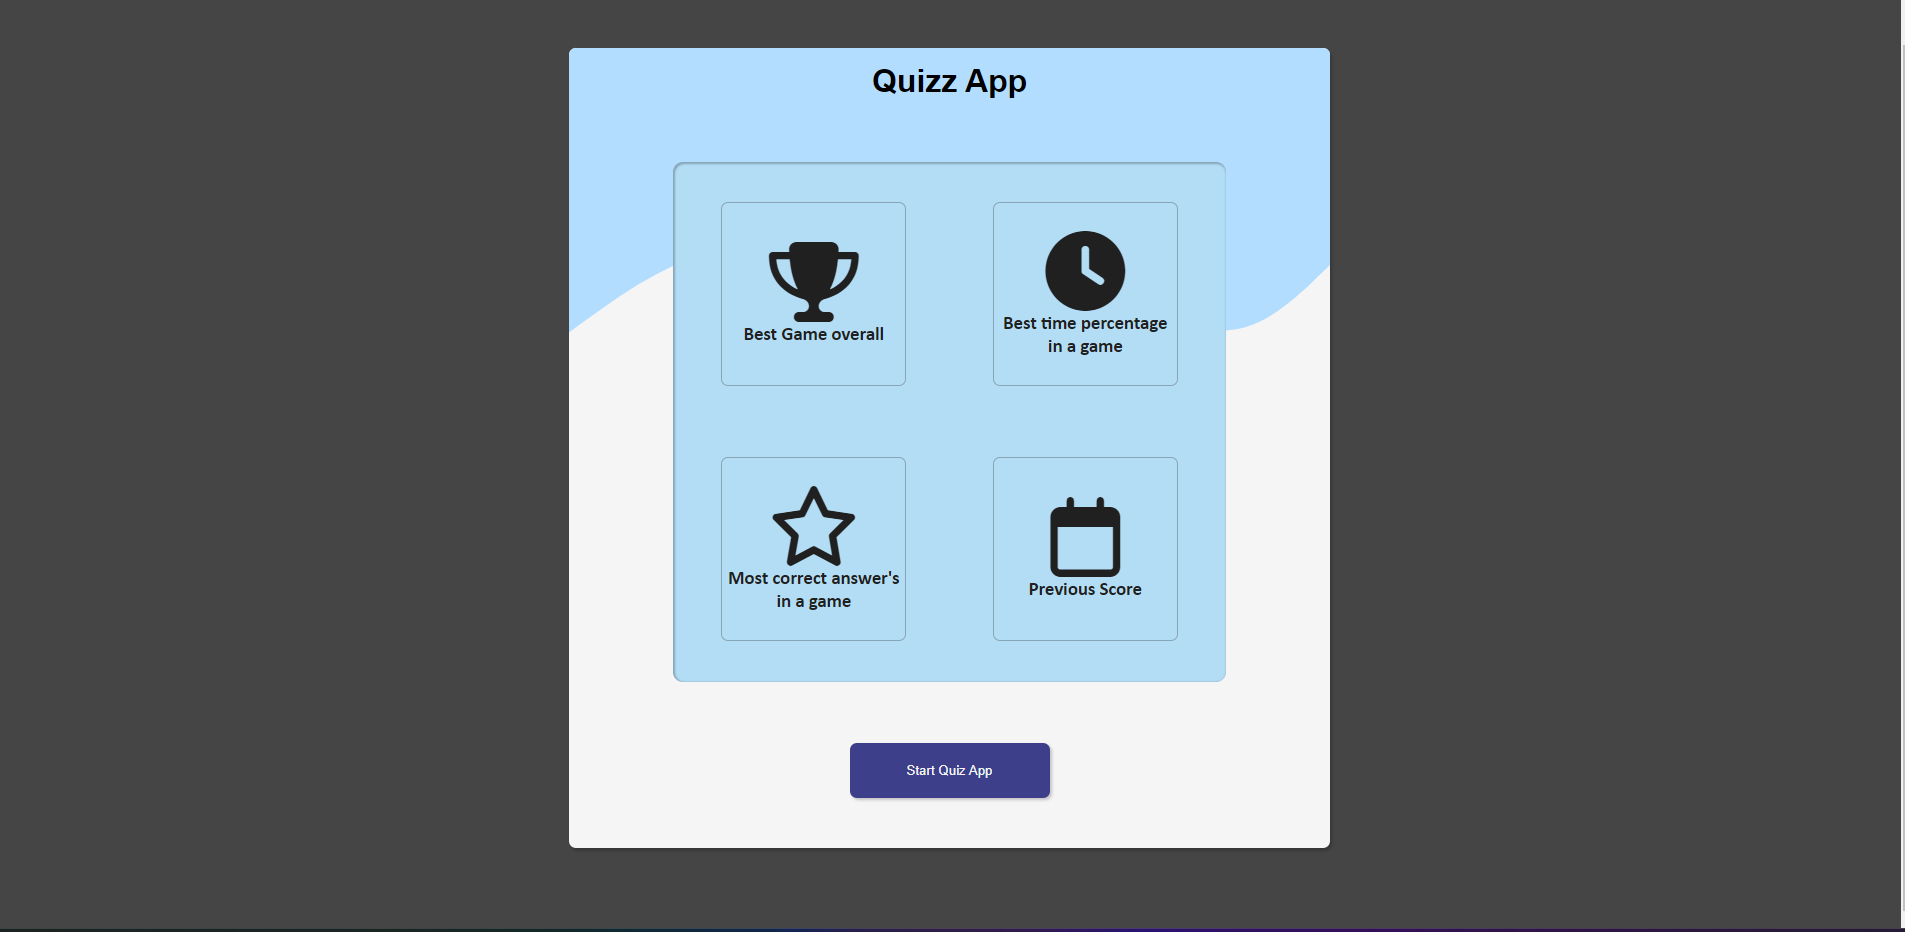 Quizz App
Best Game overall
Best time percentage
in a game
Most correct answer's
in a game
Previous Score
Start Quiz App